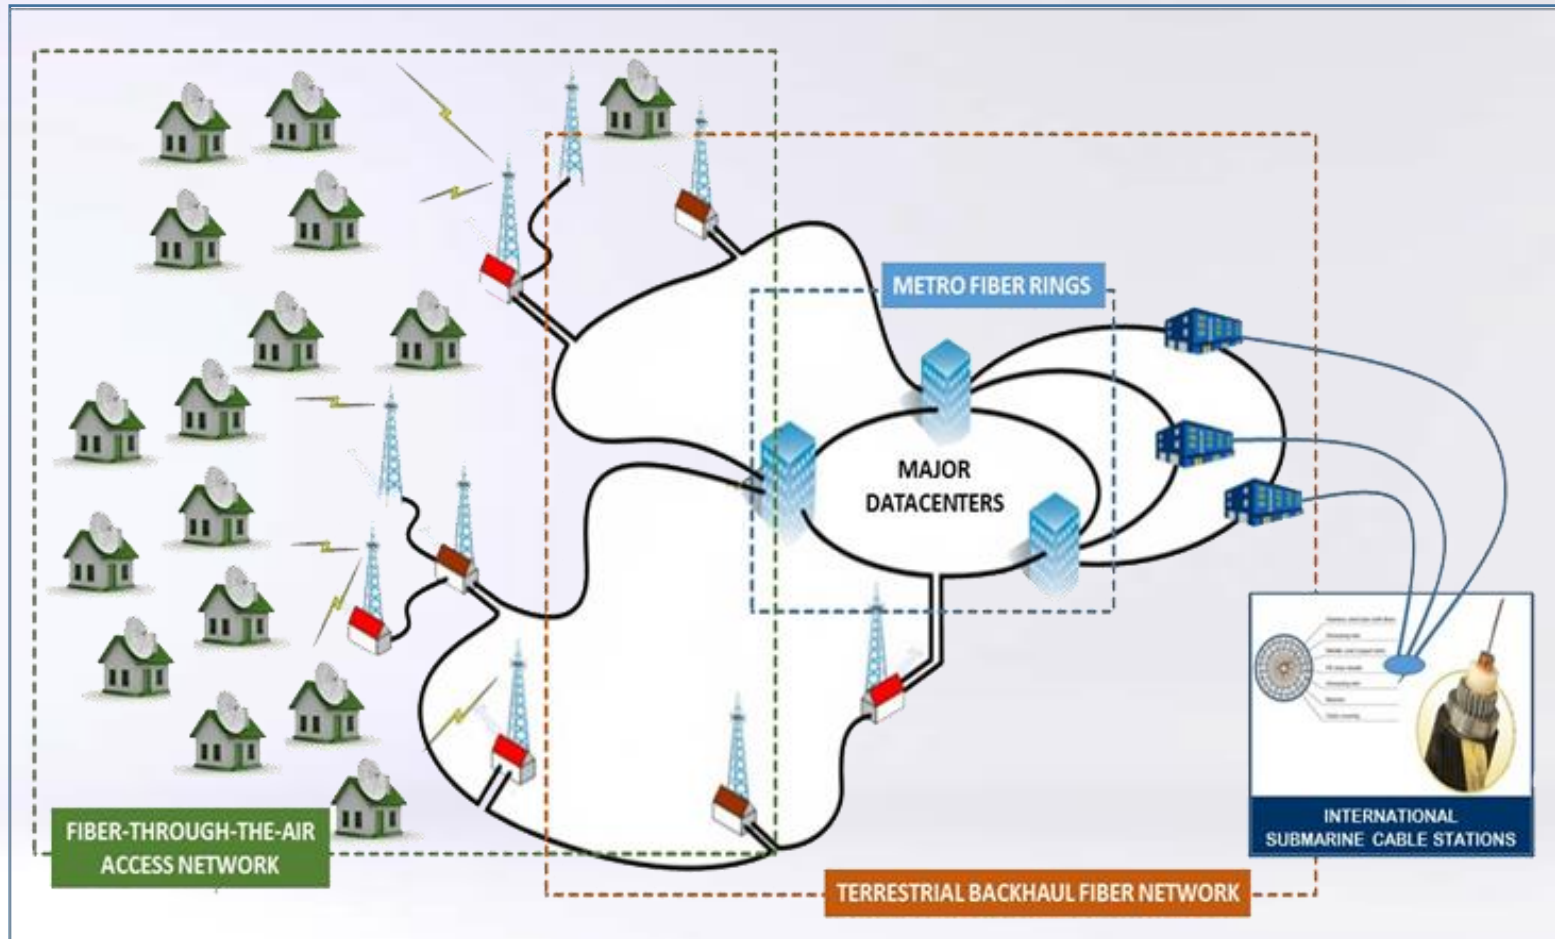 METRO FIBER RINGS
MAJOR
DATACENTERS
FIBER-THROUGH-THE-AIR
ACCESS NETWORK
INTERNATIONAL
SUBMARINE CABLE STATIONS
TERRESTRIAL BACKHAUL FIBER NETWORK